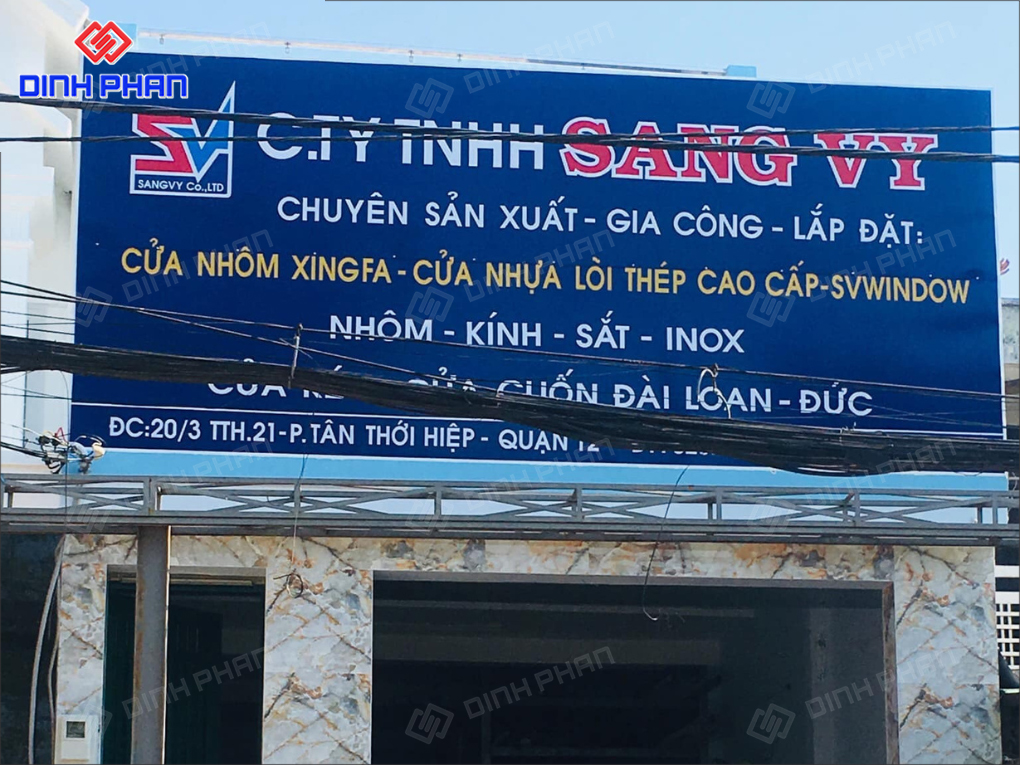 DINH PHAN
SANGVY Co.,LTD
C.TY TNHH SANG VY
CHUYÊN SẢN XUẤT - GIA CÔNG - LẮP ĐẶT:
CỬA NHÔM XINGFA - CỬA NHỰA LÒI THÉP CAO CẤP-SVWINDOW
NHÔM - KÍNH - SẮT - INOX
CỬA CUỐN ĐÀI LOAN - ĐỨC
ĐC:20/3 TTH.21-P.TÂN THỚI HIỆP - QUẬN 12